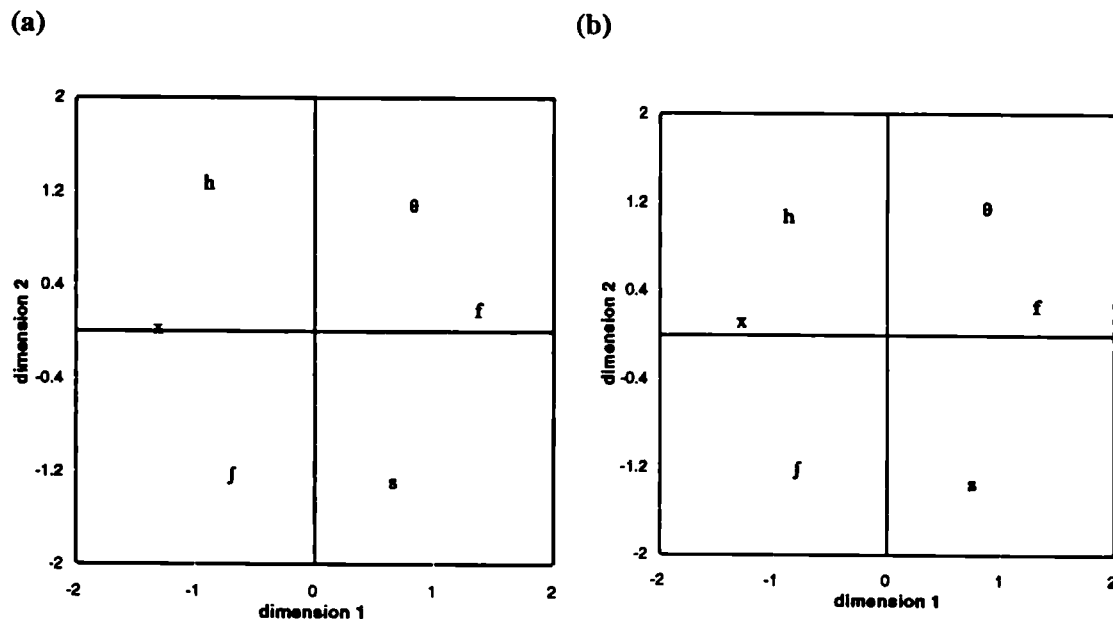 (a)
2
1.2
0.4
-0.4
-1.2
-2
dimension 2
h
θ
f
x
ʃ
s
-2 -1 0 1 2
dimension 1
(b)
2
1.2
0.4
-0.4
-1.2
-2
dimension 2
h
θ
f
x
ʃ
s
-2 -1 0 1 2
dimension 1